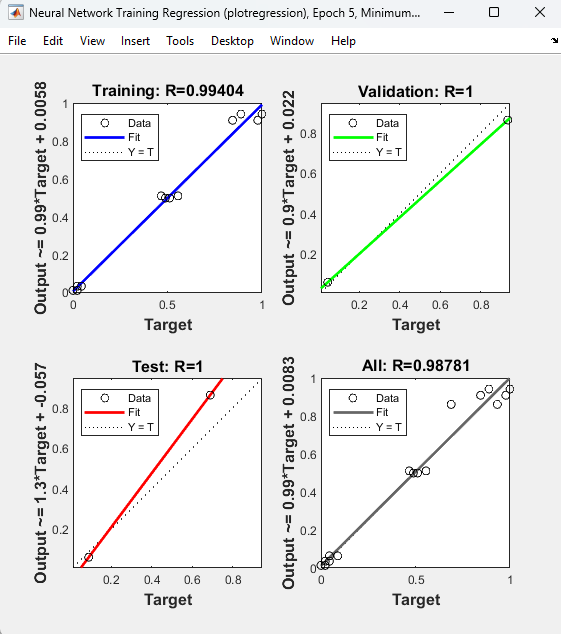 Neural Network Training Regression (plotregression), Epoch 5, Minimum...
File Edit View Insert Tools Desktop Window Help
Training: R=0.99404
Output ~= 0.99*Target + 0.0058
Data
Fit
Y = T
1
0.8
0.6
0.4
0.2
0
0 0.5 1
Target
Validation: R=1
Output ~= 0.9*Target + 0.022
Data
Fit
Y = T
0.8
0.6
0.4
0.2
0.2 0.4 0.6 0.8
Target
Test: R=1
Output ~= 1.3*Target + -0.057
Data
Fit
Y = T
0.8
0.6
0.4
0.2
0.2 0.4 0.6 0.8
Target
All: R=0.98781
Output ~= 0.99*Target + 0.0083
Data
Fit
Y = T
1
0.8
0.6
0.4
0.2
0
0 0.5 1
Target